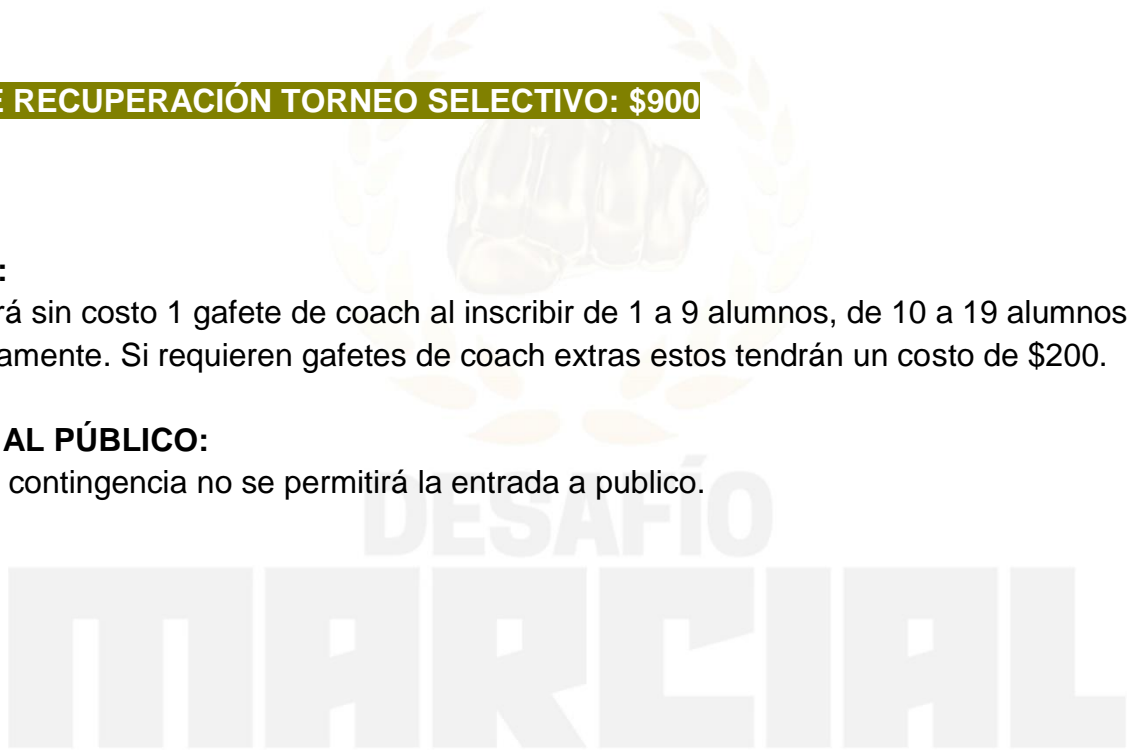 E RECUPERACIÓN TORNEO SELECTIVO: $900
:
rá sin costo 1 gafete de coach al inscribir de 1 a 9 alumnos, de 10 a 19 alumnos
amente. Si requieren gafetes de coach extras estos tendrán un costo de $200.
AL PÚBLICO:
contingencia no se permitirá la entrada a publico.
DESAFÍO
MARCIAL